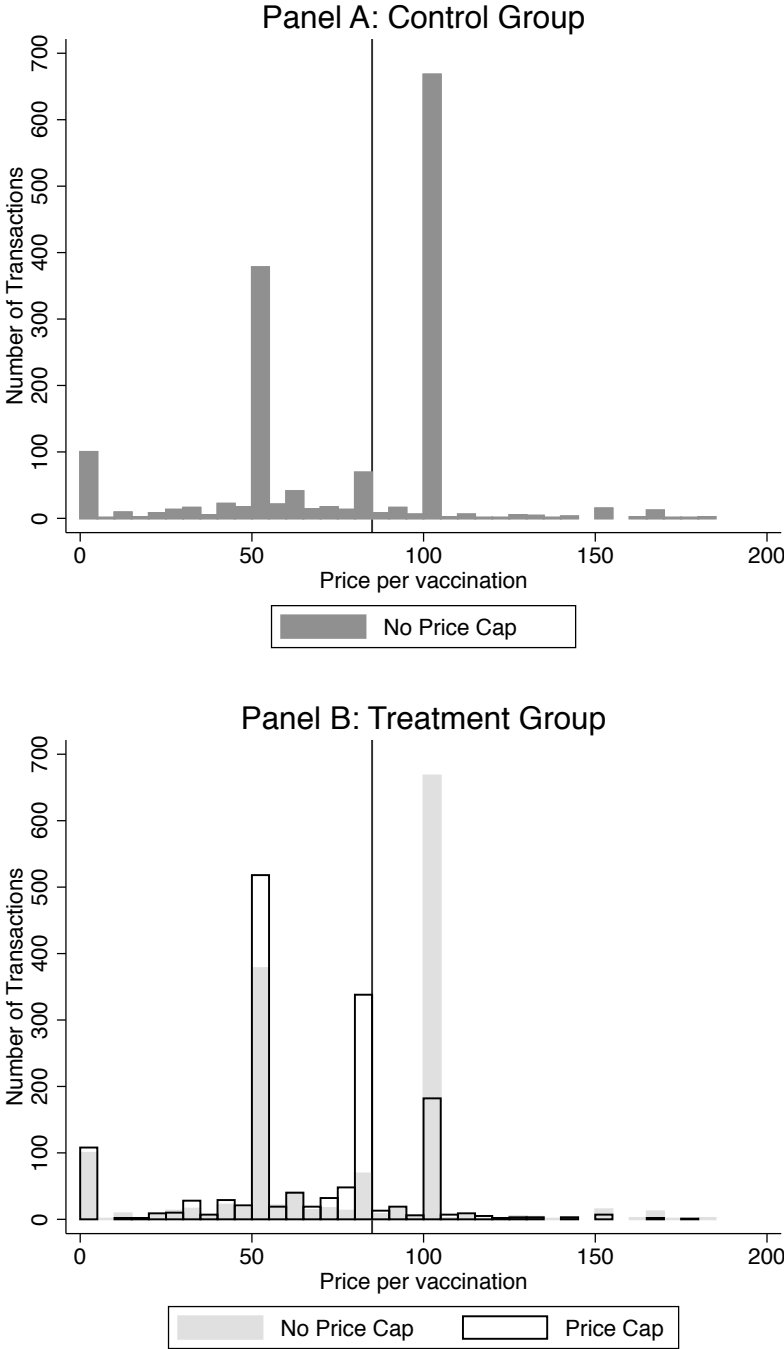 Panel A: Control Group
Number of Transactions
700
600
500
400
300
200
100
0
0 50 100 150 200
Price per vaccination
No Price Cap
Panel B: Treatment Group
Number of Transactions
700
600
500
400
300
200
100
0
0 50 100 150 200
Price per vaccination
No Price Cap Price Cap